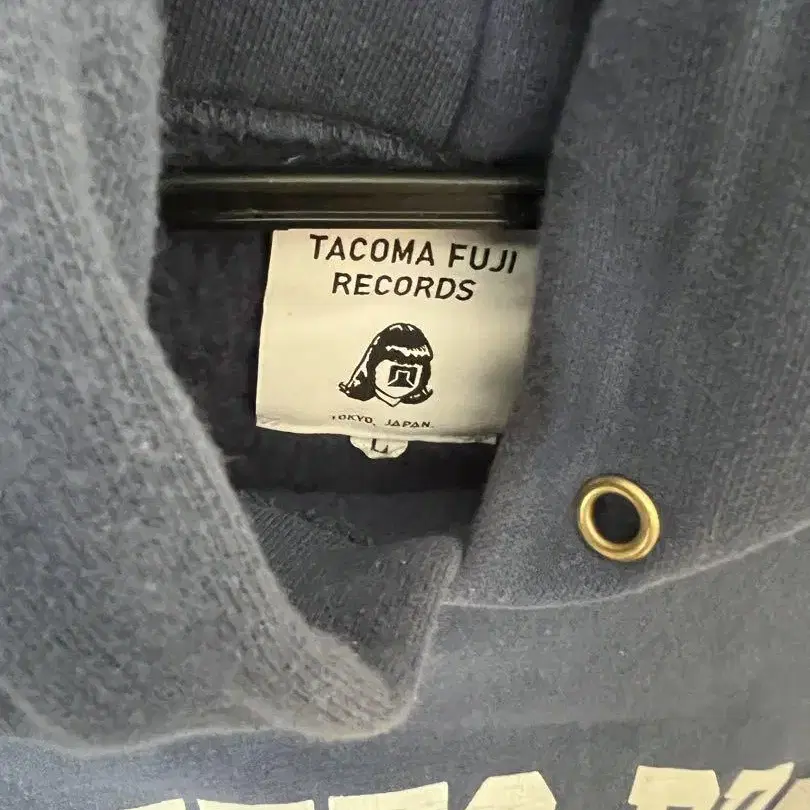 TACOMA FUJI
RECORDS
TOKYO, JAPAN.
L